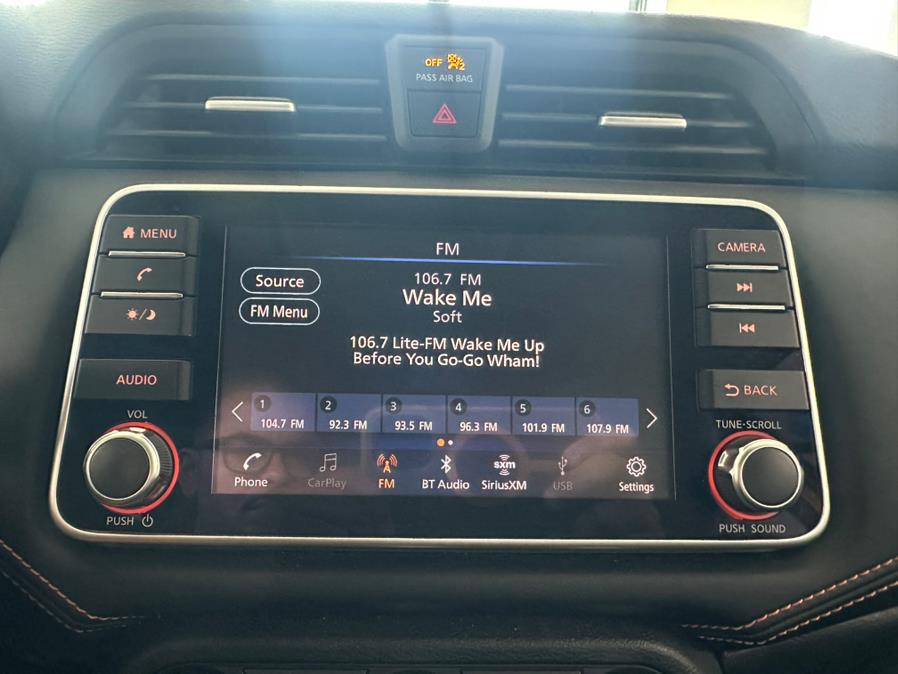 OFF 2
PASS AIR BAG
MENU
AUDIO
VOL
PUSH
FM
Source
FM Menu
106.7 FM
Wake Me
Soft
106.7 Lite-FM Wake Me Up
Before You Go-Go Wham!
1 2 3 4 5 6
104.7 FM 92.3 FM 93.5 FM 96.3 FM 101.9 FM 107.9 FM
Phone CarPlay FM BT Audio SiriusXM USB Settings
sxm
CAMERA
BACK
TUNE·SCROLL
PUSH SOUND